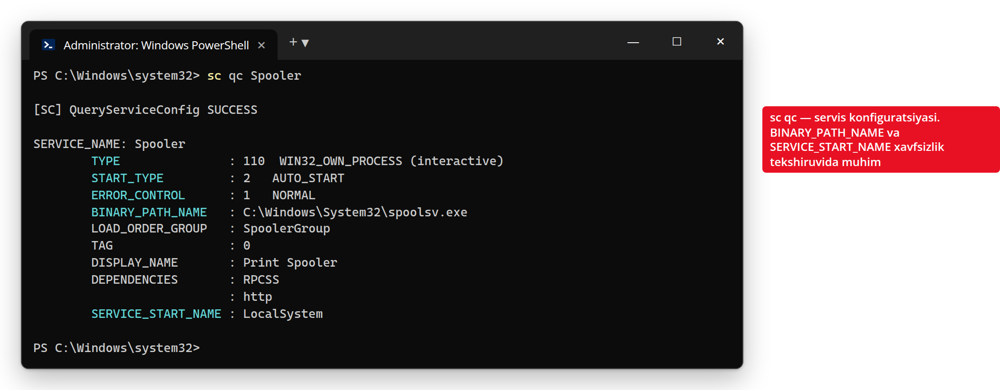 Administrator: Windows PowerShell
PS C:\Windows\system32> sc qc Spooler
[SC] QueryServiceConfig SUCCESS
SERVICE_NAME: Spooler
TYPE : 110 WIN32_OWN_PROCESS (interactive)
START_TYPE : 2 AUTO_START
ERROR_CONTROL : 1 NORMAL
BINARY_PATH_NAME : C:\Windows\System32\spoolsv.exe
LOAD_ORDER_GROUP : SpoolerGroup
TAG : 0
DISPLAY_NAME : Print Spooler
DEPENDENCIES : RPCSS
: http
SERVICE_START_NAME : LocalSystem
PS C:\Windows\system32>
sc qc — servis konfiguratsiyasi.
BINARY_PATH_NAME va
SERVICE_START_NAME xavfsizlik
tekshiruvida muhim